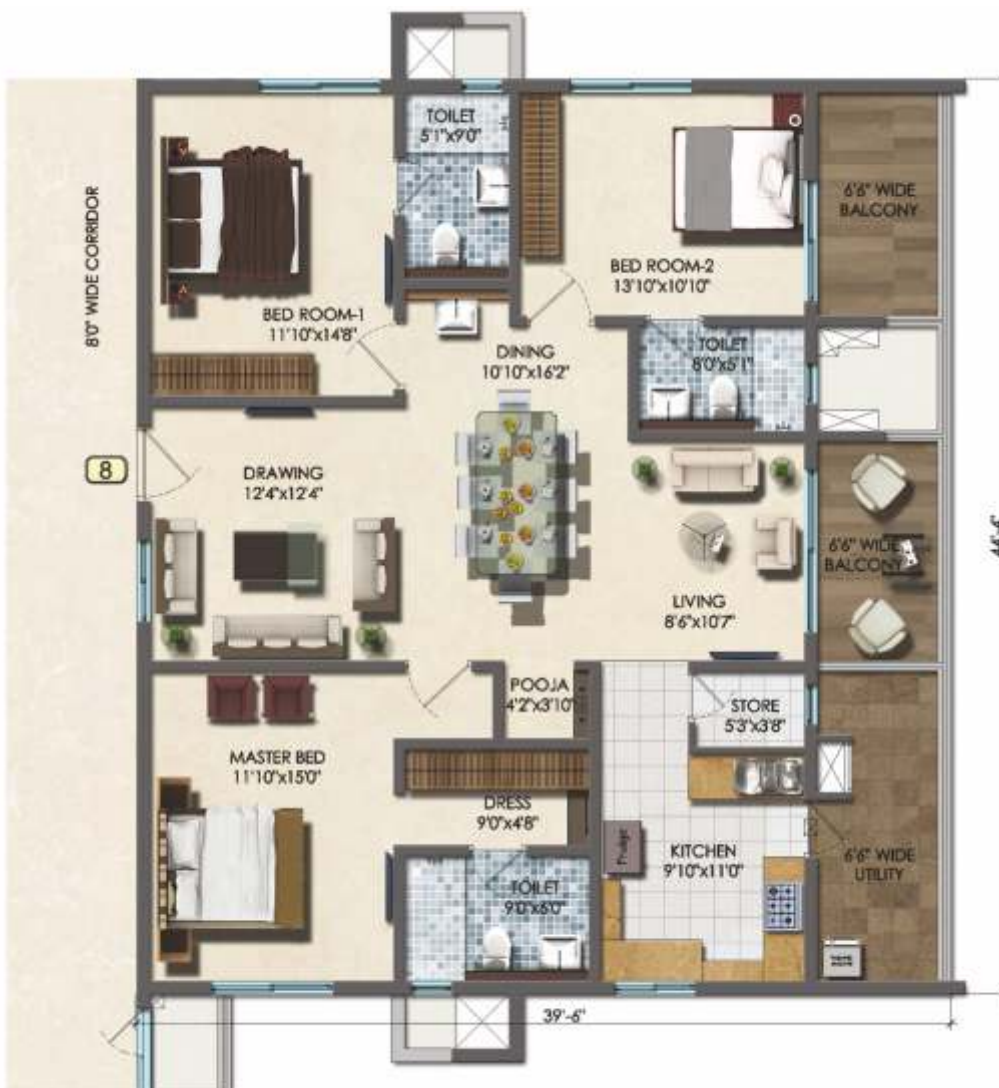 TOILET
5'1"x9'0"
6'6" WIDE
BALCONY
8'0" WIDE CORRIDOR
BED ROOM-2
13'10"x10'10"
BED ROOM-1
11'10"x14'8"
DINING
10'10"x16'2"
TOILET
8'0"x5'1"
8
DRAWING
12'4"x12'4"
44'-6"
6'6" WIDE
BALCONY
LIVING
8'6"x10'7"
POOJA
4'2"x3'10"
STORE
5'3"x3'8"
MASTER BED
11'10"x15'0"
DRESS
9'0"x4'8"
KITCHEN
9'10"x11'0"
Fridge
6'6" WIDE
UTILITY
TOILET
9'0"x6'0"
39'-6"